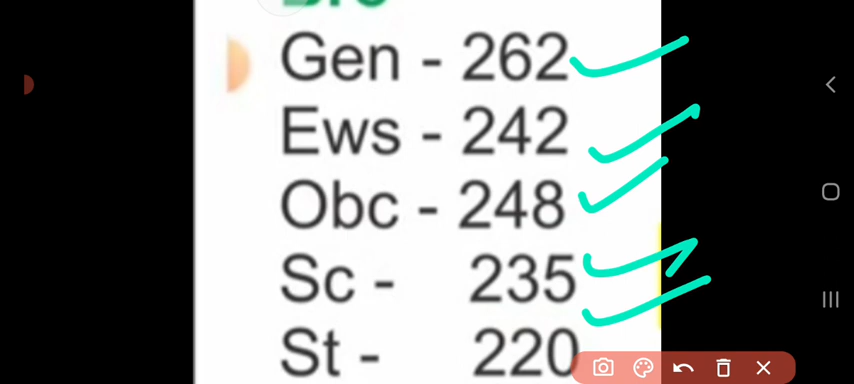 Gen - 262
Ews - 242
Obc - 248
Sc - 235
St - 220